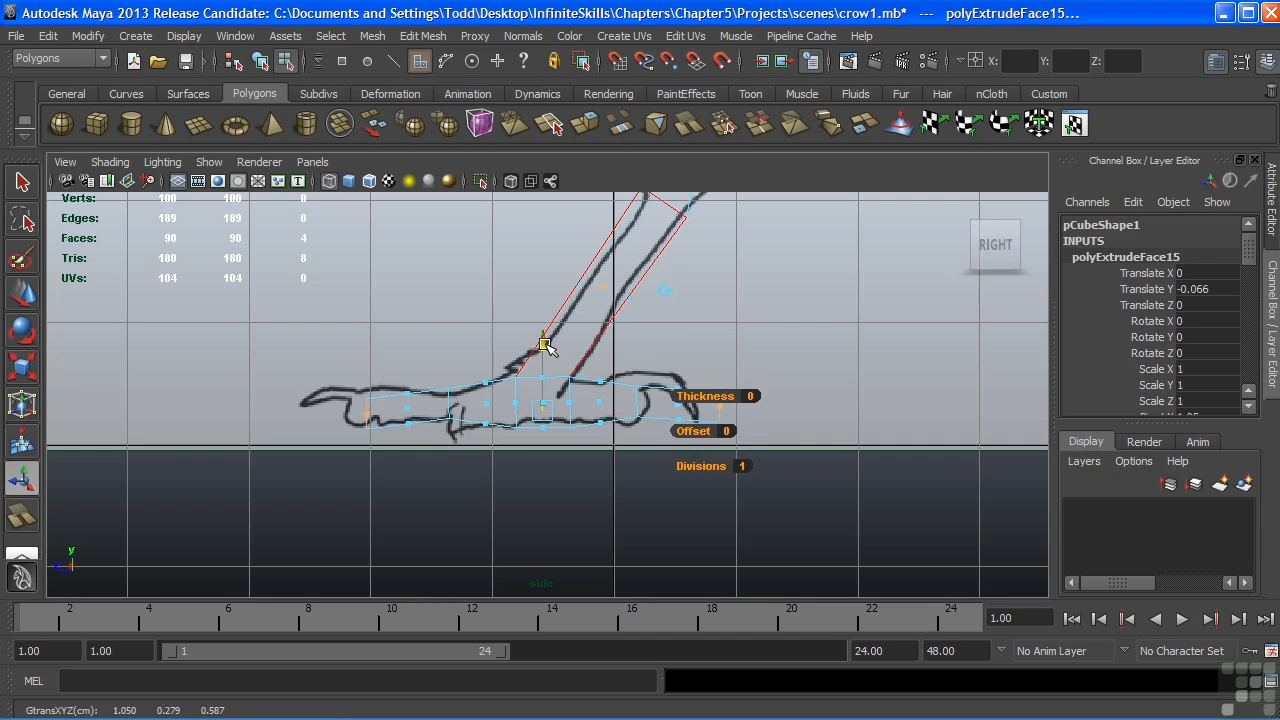 Autodesk Maya 2013 Release Candidate: C:\Documents and Settings\Todd\Desktop\InfiniteSkills\Chapters\Chapter5\Projects\scenes\crow1.mb* --- polyExtrudeFace15...
File Edit Modify Create Display Window Assets Select Mesh Edit Mesh Proxy Normals Color Create UVs Edit UVs Muscle Pipeline Cache Help
Polygons X: Y: Z:
General Curves Surfaces Subdivs Polygons Deformation Animation Dynamics Rendering PaintEffects Toon Muscle Fluids Fur Hair nCloth Custom
View Shading Lighting Show Renderer Panels
Verts: 100 100 0
Edges: 189 189 0
Faces: 90 90 4
Tris: 180 180 8
UVs: 104 104 0
RIGHT
Thickness 0
Offset 0
Divisions 1
y
side
Channel Box / Layer Editor
Channels Edit Object Show
pCubeShape1
INPUTS
polyExtrudeFace15
Translate X 0
Translate Y -0.066
Translate Z 0
Rotate X 0
Rotate Y 0
Rotate Z 0
Scale X 1
Scale Y 1
Scale Z 1
Display Render Anim
Layers Options Help
Attribute Editor
Channel Box / Layer Editor
2 4 6 8 10 12 14 16 18 20 22 24
1.00
1.00 1.00 1 24 24.00 48.00 No Anim Layer No Character Set
MEL
GtransXYZ(cm): 1.050 0.279 0.587